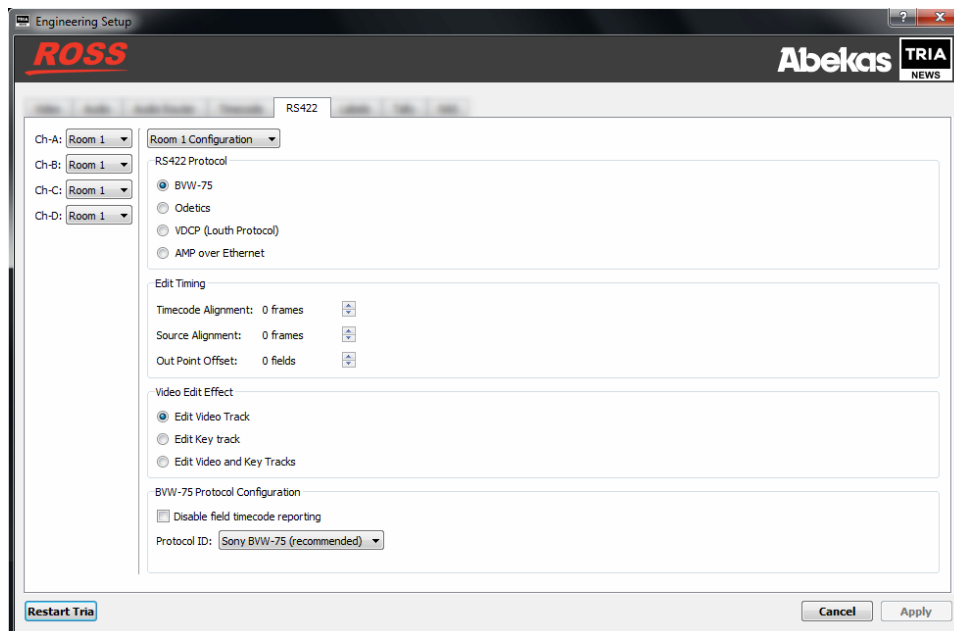 TRIA
NEWS
Engineering Setup
?
X
ROSS
Abekas TRIA
NEWS
RS422
Ch-A: Room 1
Ch-B: Room 1
Ch-C: Room 1
Ch-D: Room 1
Room 1 Configuration
RS422 Protocol
BVW-75
Odetics
VDCP (Louth Protocol)
AMP over Ethernet
Edit Timing
Timecode Alignment: 0 frames
Source Alignment: 0 frames
Out Point Offset: 0 fields
Video Edit Effect
Edit Video Track
Edit Key track
Edit Video and Key Tracks
BVW-75 Protocol Configuration
Disable field timecode reporting
Protocol ID: Sony BVW-75 (recommended)
Restart Tria
Cancel
Apply